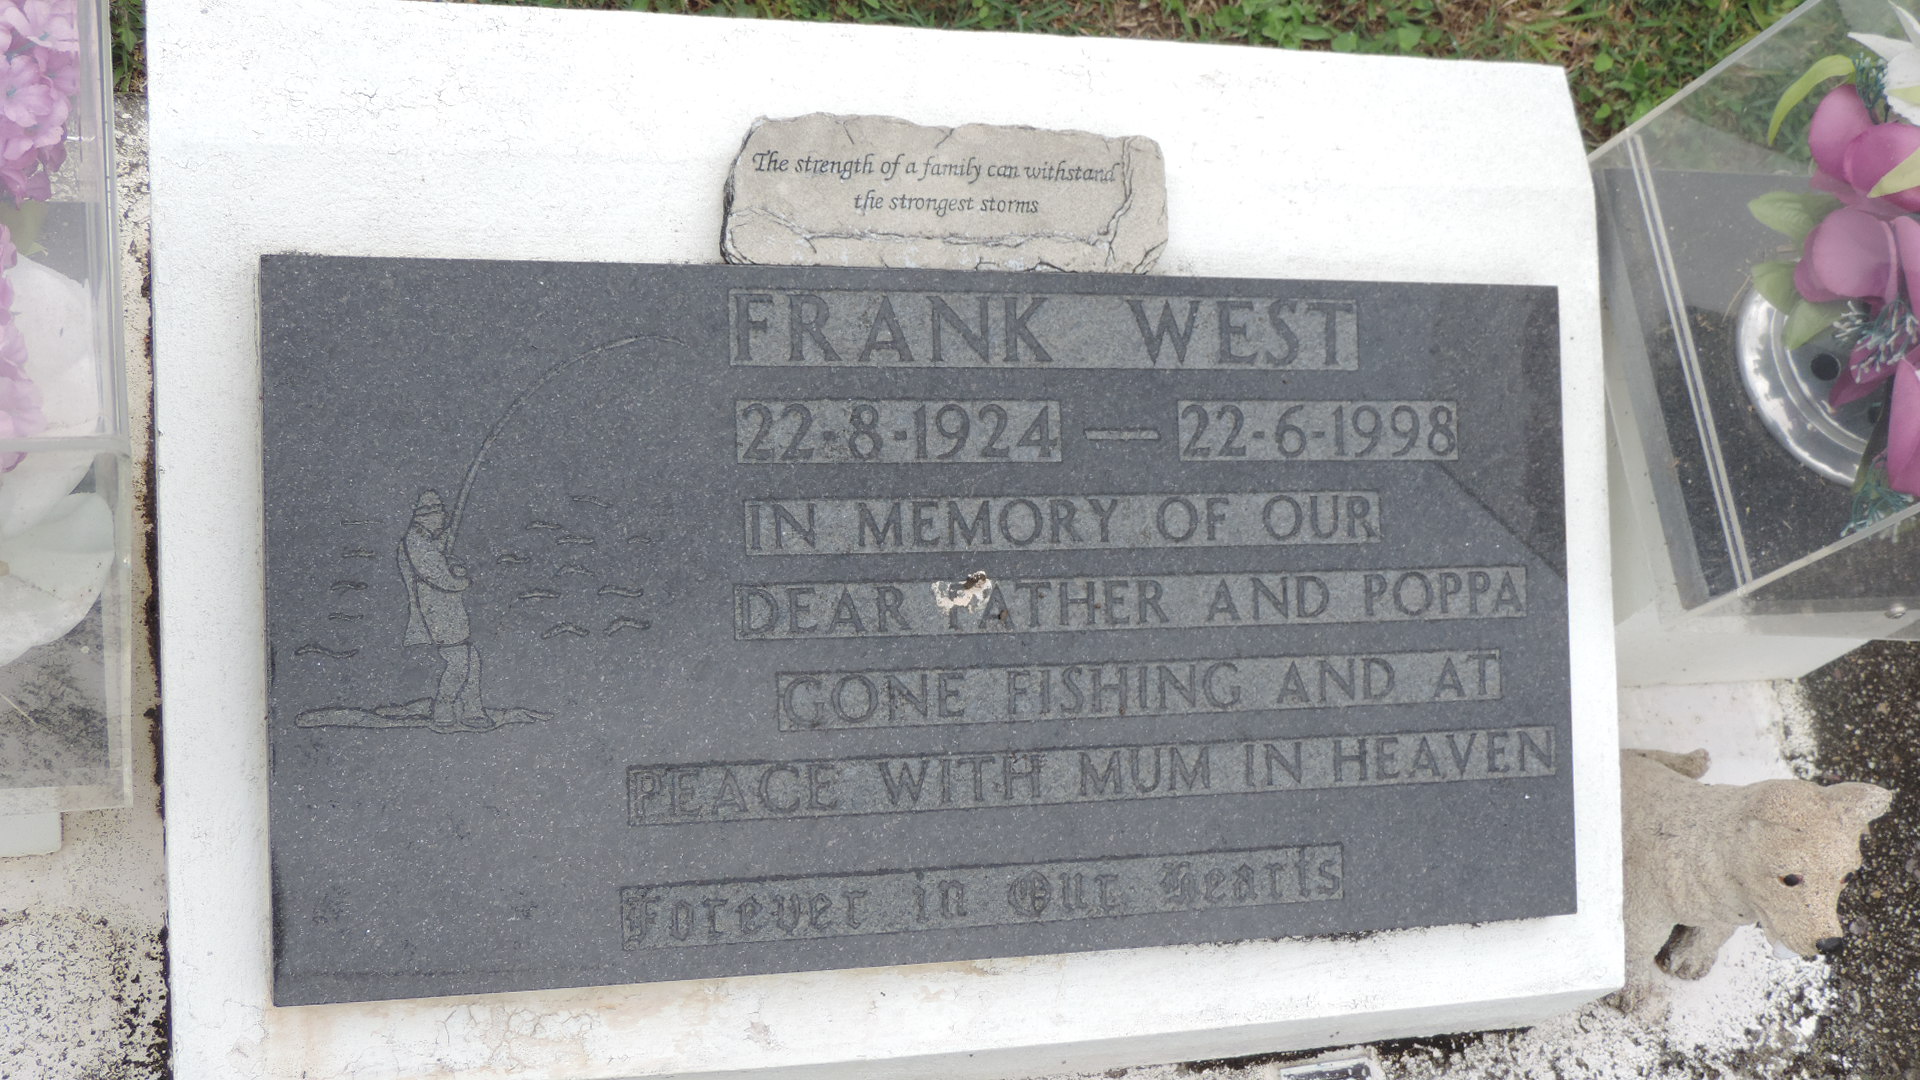 The strength of a family can withstand
the strongest storms
FRANK WEST
22-8-1924 — 22-6-1998
IN MEMORY OF OUR
DEAR FATHER AND POPPA
GONE FISHING AND AT
PEACE WITH MUM IN HEAVEN
Forever in Our Hearts